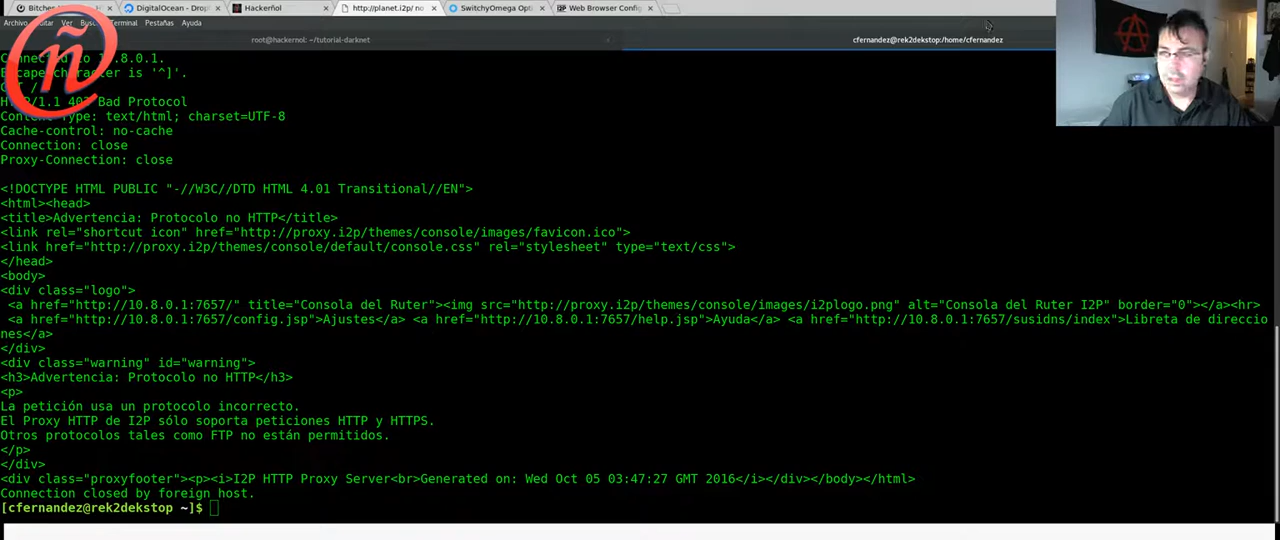 Bitcher
DigitalOcean - Drop
Hackerñol
http://planet.i2p/ no
SwitchyOmega Opti
Web Browser Config
Archivo
Ver
Terminal Pestañas Ayuda
root@hackernol: ~/tutorial-darknet
cfernandez@rek2dekstop:/home/cfernandez
.8.0.1.
character is '^]'.
Bad Protocol
text/html; charset=UTF-8
Cache-control: no-cache
Connection: close
Proxy-Connection: close
<!DOCTYPE HTML PUBLIC "-//W3C//DTD HTML 4.01 Transitional//EN">
<html><head>
<title>Advertencia: Protocolo no HTTP</title>
<link rel="shortcut icon" href="http://proxy.i2p/themes/console/images/favicon.ico">
<link href="http://proxy.i2p/themes/console/default/console.css" rel="stylesheet" type="text/css">
</head>
<body>
<div class="logo">
<a href="http://10.8.0.1:7657/" title="Consola del Ruter"><img src="http://proxy.i2p/themes/console/images/i2plogo.png" alt="Consola del Ruter I2P" border="0"></a><hr>
<a href="http://10.8.0.1:7657/config.jsp">Ajustes</a> <a href="http://10.8.0.1:7657/help.jsp">Ayuda</a> <a href="http://10.8.0.1:7657/susidns/index">Libreta de direccio
nes</a>
</div>
<div class="warning" id="warning">
<h3>Advertencia: Protocolo no HTTP</h3>
<p>
La petición usa un protocolo incorrecto.
El Proxy HTTP de I2P sólo soporta peticiones HTTP y HTTPS.
Otros protocolos tales como FTP no están permitidos.
</p>
</div>
<div class="proxyfooter"><p><i>I2P HTTP Proxy Server<br>Generated on: Wed Oct 05 03:47:27 GMT 2016</i></div></body></html>
Connection closed by foreign host.
[cfernandez@rek2dekstop ~]$